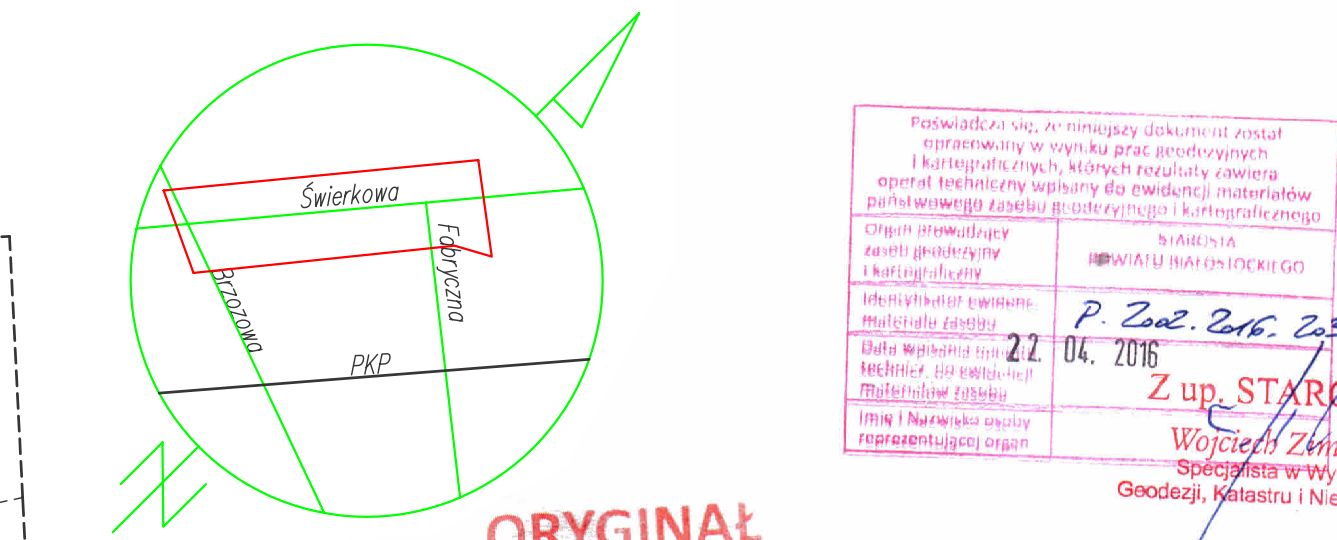 Świerkowa
Fabryczna
Brzozowa
PKP
ORYGINAŁ
Poświadcza się, że niniejszy dokument został
opracowany w wyniku prac geodezyjnych
i kartograficznych, których rezultaty zawiera
operat techniczny wpisany do ewidencji materiałów
państwowego zasobu geodezyjnego i kartograficznego
Organ prowadzący
zasób geodezyjny
i kartograficzny
STAROSTA
POWIATU BIAŁOSTOCKIEGO
Identyfikator ewidenc.
materiału zasobu
P. 2002.2016. 203
Data wpisania
technicz. do ewidencji
materiałów zasobu
22. 04. 2016
Z up. STARO
Imię i Nazwisko osoby
reprezentującej organ
Wojciech Zim
Specjalista w Wy
Geodezji, Katastru i Nie